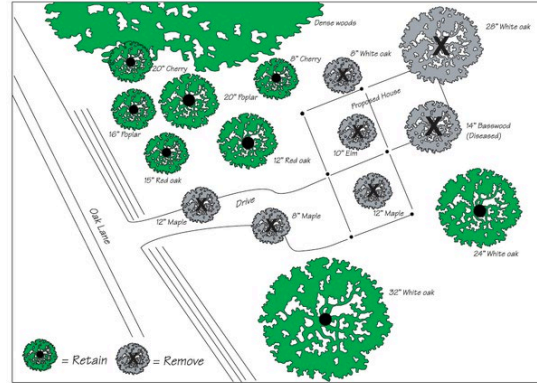 Dense woods
28" White oak
20" Cherry
8" Cherry
8" White oak
20" Poplar
Proposed House
16" Poplar
14" Basswood
(Diseased)
12" Red oak
10" Elm
15" Red oak
Drive
12" Maple
8" Maple
12" Maple
Oak Lane
24" White oak
32" White oak
= Retain
X = Remove